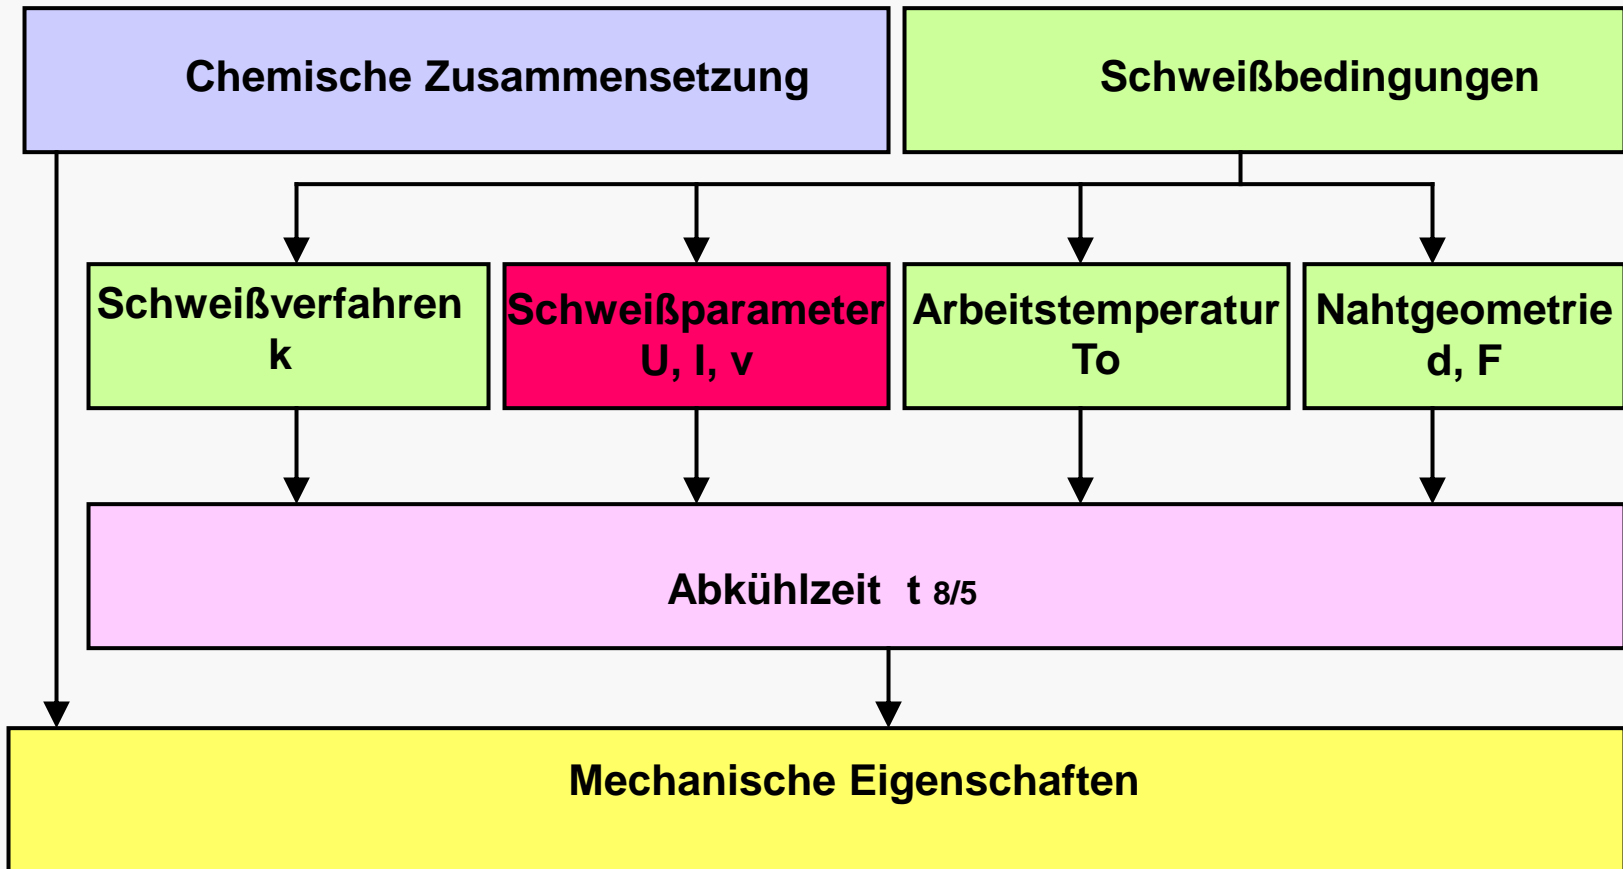 Chemische Zusammensetzung
Schweißbedingungen
Schweißverfahren
k
Schweißparameter
U, I, v
Arbeitstemperatur
To
Nahtgeometrie
d, F
Abkühlzeit t 8/5
Mechanische Eigenschaften